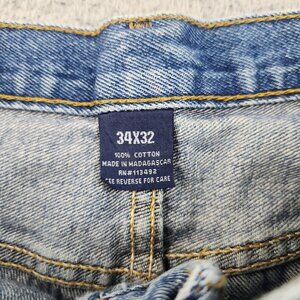 34X32
100% COTTON
MADE IN MADAGASCAR
RN#113498
SEE REVERSE FOR CARE